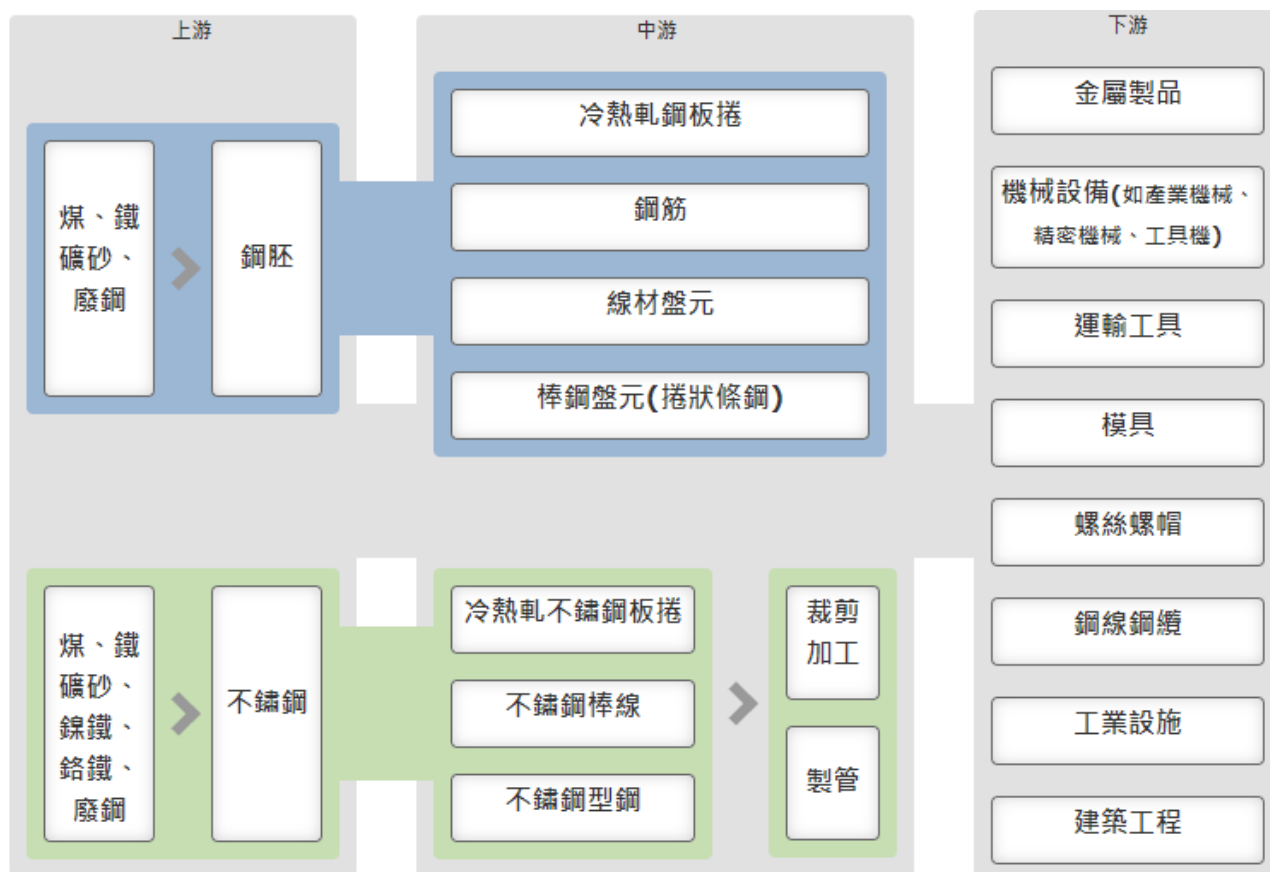 上游
煤、鐵
礦砂、
廢鋼
鋼胚
煤、鐵
礦砂、
鎳鐵、
鉻鐵、
廢鋼
不鏽鋼
中游
冷熱軋鋼板捲
鋼筋
線材盤元
棒鋼盤元(捲狀條鋼)
冷熱軋不鏽鋼板捲
不鏽鋼棒線
不鏽鋼型鋼
裁剪
加工
製管
下游
金屬製品
機械設備(如產業機械、
精密機械、工具機)
運輸工具
模具
螺絲螺帽
鋼線鋼纜
工業設施
建築工程